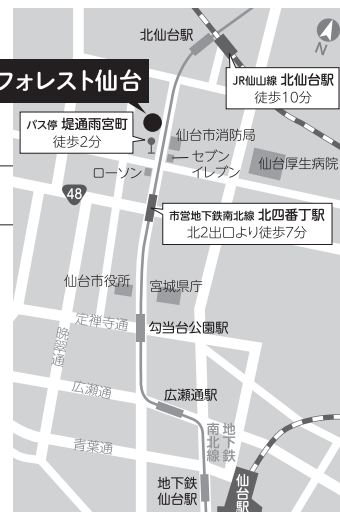 北仙台駅
N
フォレスト仙台
JR仙山線 北仙台駅
徒歩10分
バス停 堤通雨宮町
徒歩2分
仙台市消防局
セブン
イレブン
ローソン
仙台厚生病院
48
市営地下鉄南北線 北四番丁駅
北2出口より徒歩7分
仙台市役所
宮城県庁
定禅寺通
勾当台公園駅
晩翠通
広瀬通駅
広瀬通
地下鉄
南北線
青葉通
地下鉄
仙台駅
仙台駅